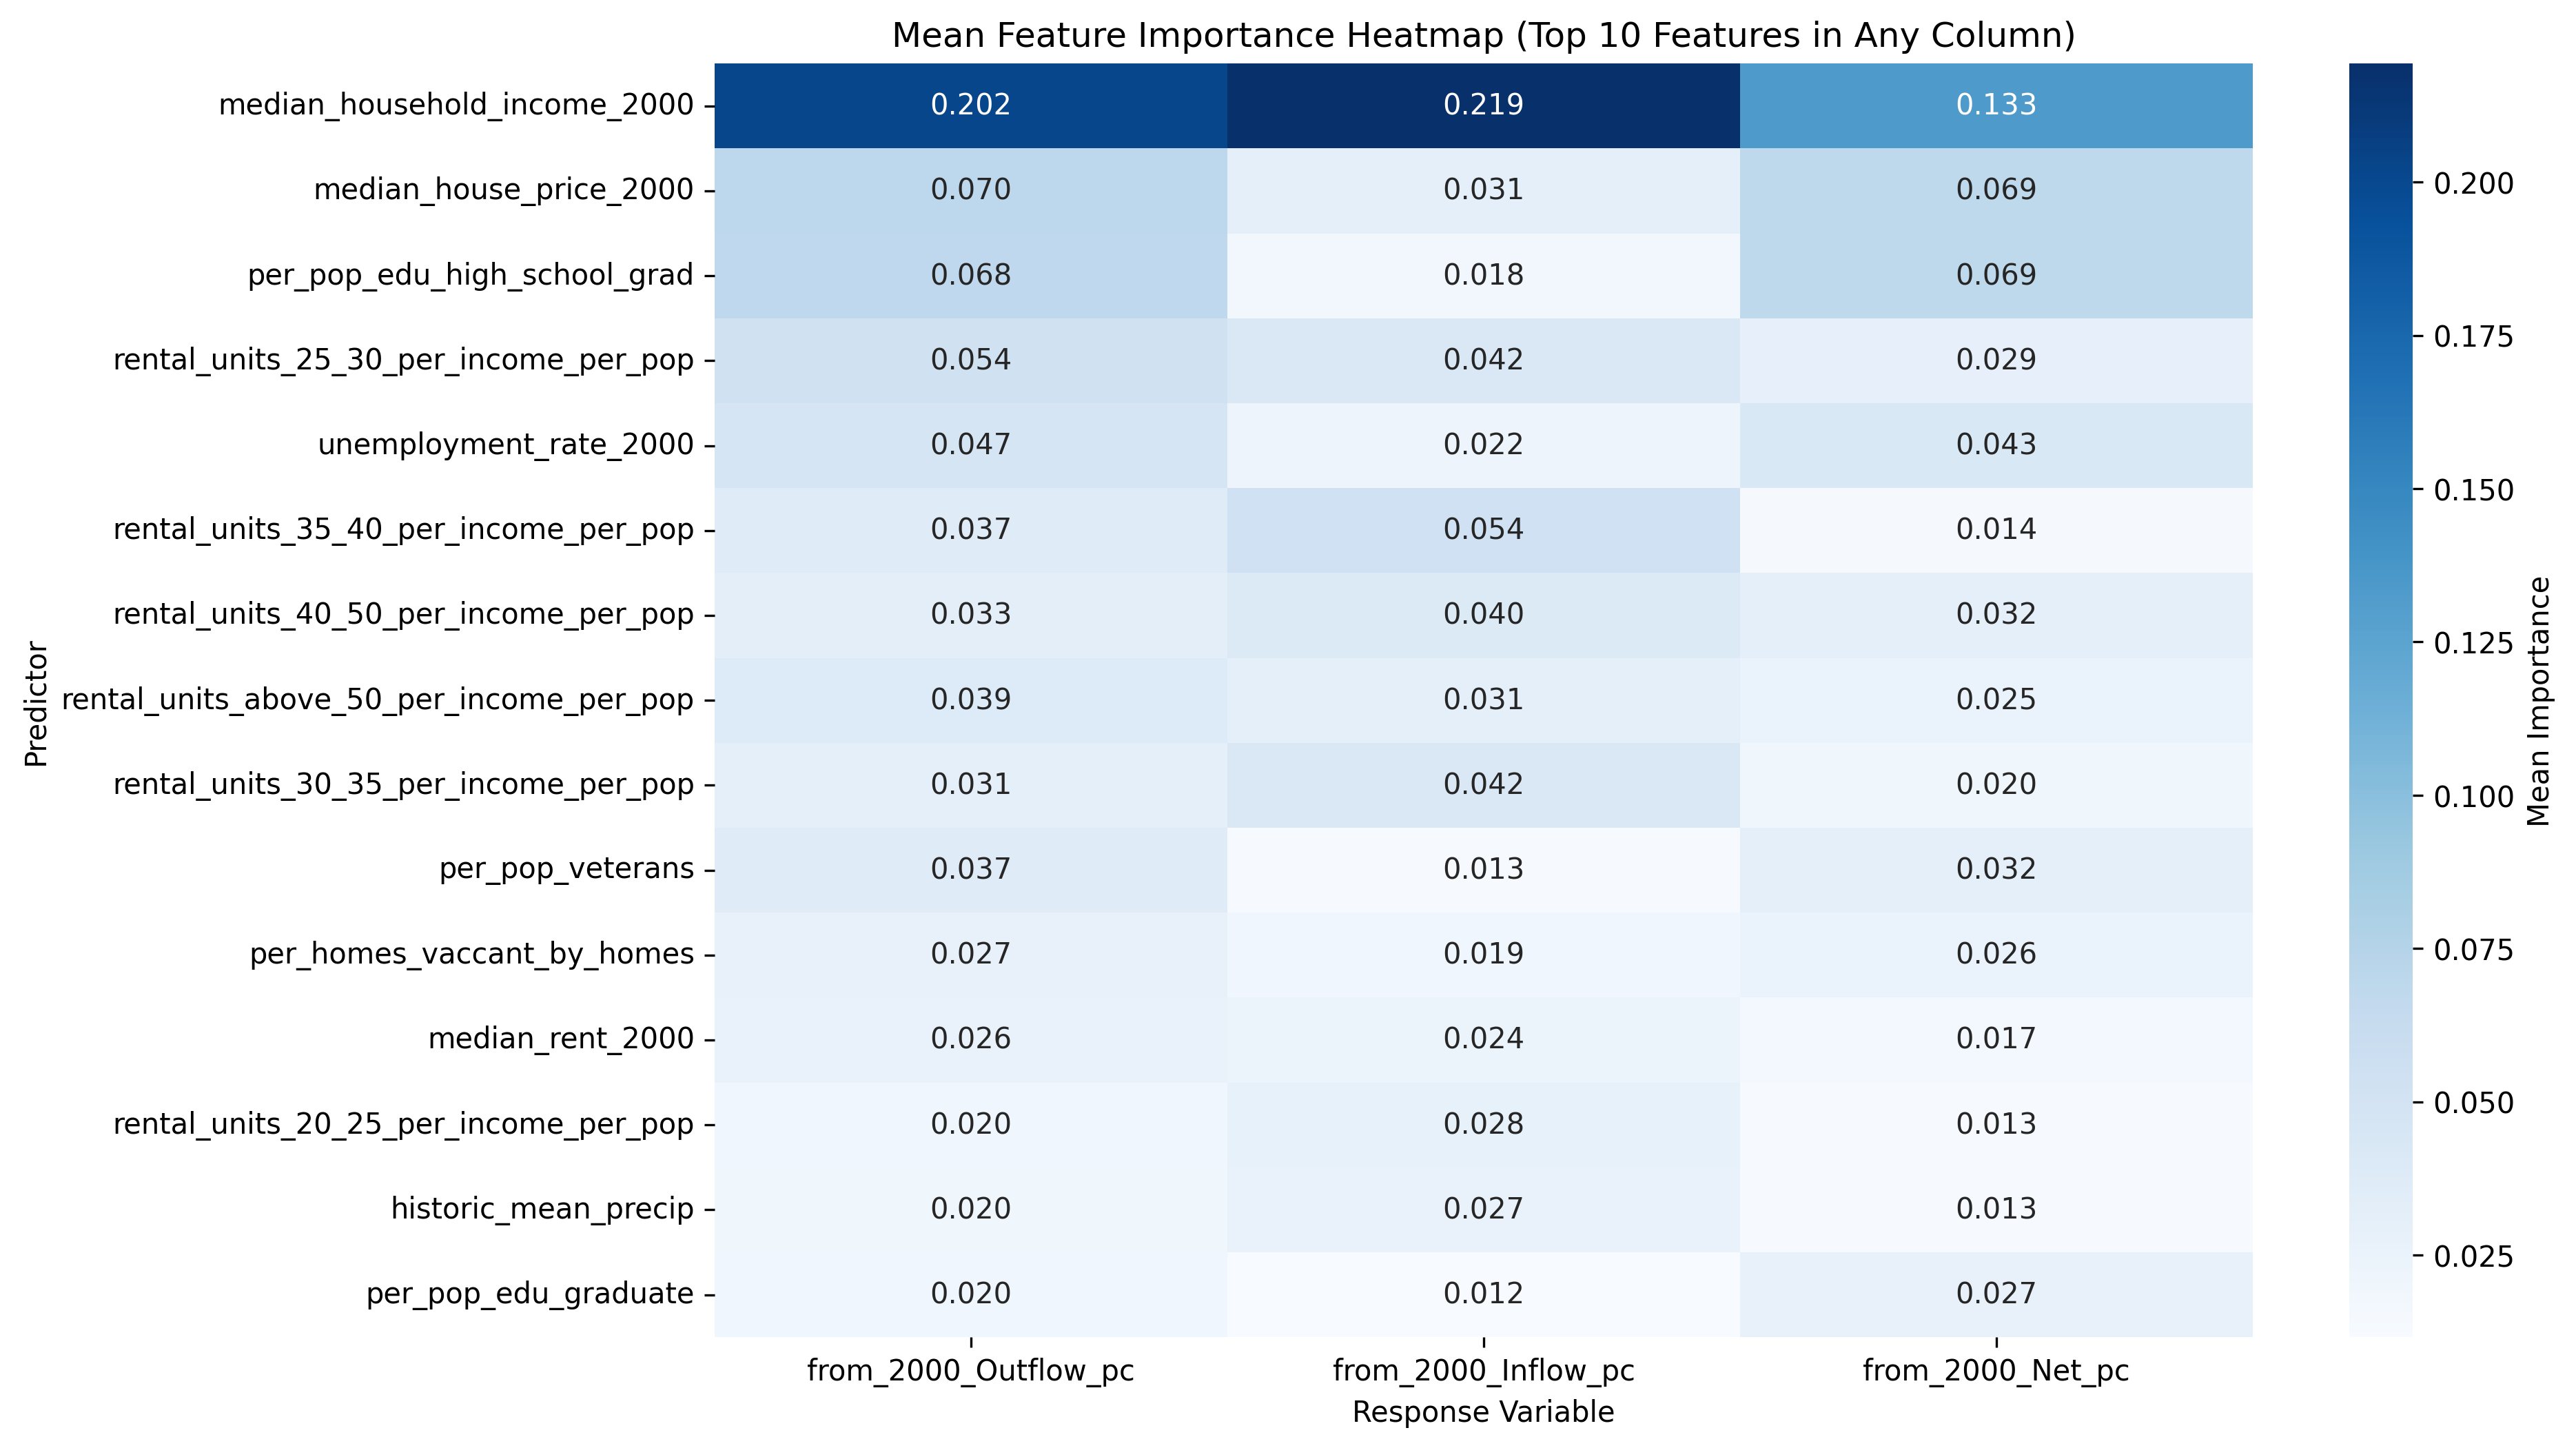 Mean Feature Importance Heatmap (Top 10 Features in Any Column)
Predictor
median_household_income_2000 0.202 0.219 0.133
median_house_price_2000 0.070 0.031 0.069
per_pop_edu_high_school_grad 0.068 0.018 0.069
rental_units_25_30_per_income_per_pop 0.054 0.042 0.029
unemployment_rate_2000 0.047 0.022 0.043
rental_units_35_40_per_income_per_pop 0.037 0.054 0.014
rental_units_40_50_per_income_per_pop 0.033 0.040 0.032
rental_units_above_50_per_income_per_pop 0.039 0.031 0.025
rental_units_30_35_per_income_per_pop 0.031 0.042 0.020
per_pop_veterans 0.037 0.013 0.032
per_homes_vaccant_by_homes 0.027 0.019 0.026
median_rent_2000 0.026 0.024 0.017
rental_units_20_25_per_income_per_pop 0.020 0.028 0.013
historic_mean_precip 0.020 0.027 0.013
per_pop_edu_graduate 0.020 0.012 0.027
from_2000_Outflow_pc from_2000_Inflow_pc from_2000_Net_pc
Response Variable
0.200
0.175
0.150
0.125
0.100
0.075
0.050
0.025
Mean Importance